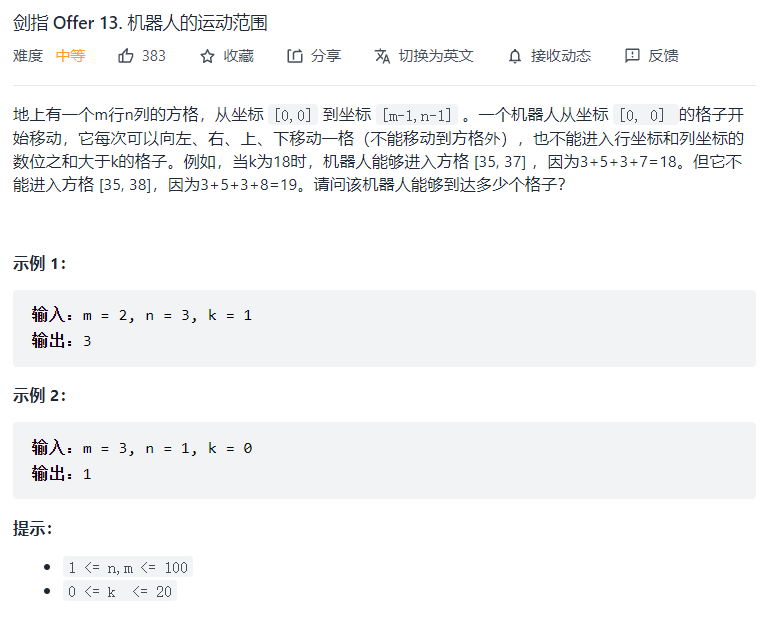 剑指 Offer 13. 机器人的运动范围
难度 中等 383 收藏 分享 切换为英文 接收动态 反馈
地上有一个m行n列的方格，从坐标 [0,0] 到坐标 [m-1,n-1] 。一个机器人从坐标 [0, 0] 的格子开
始移动，它每次可以向左、右、上、下移动一格（不能移动到方格外），也不能进入行坐标和列坐标的
数位之和大于k的格子。例如，当k为18时，机器人能够进入方格 [35, 37] ，因为3+5+3+7=18。但它不
能进入方格 [35, 38]，因为3+5+3+8=19。请问该机器人能够到达多少个格子？
示例 1：
输入：m = 2, n = 3, k = 1
输出：3
示例 2：
输入：m = 3, n = 1, k = 0
输出：1
提示：
• 1 <= n,m <= 100
• 0 <= k <= 20